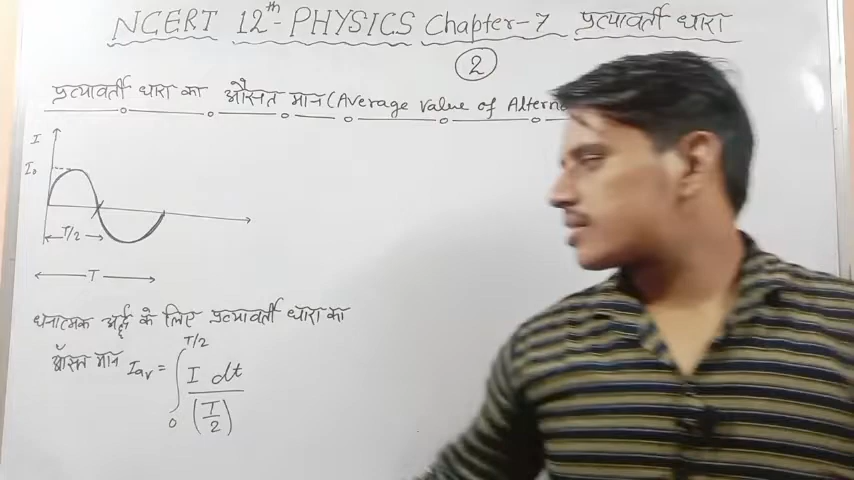 NCERT 12th PHYSICS Chapter-7 प्रत्यावर्ती धारा
2
प्रत्यावर्ती धारा का औसत मान (Average value of Altern
I
I₀
T/2
T
धनात्मक अर्द्ध के लिए प्रत्यावर्ती धारा का
औसत मान Iav = ∫₀^T/2 I dt / (T/2)